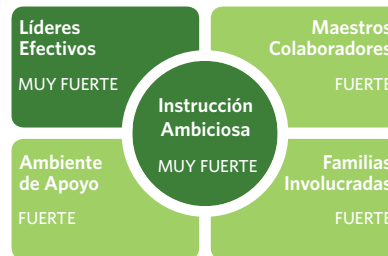 Líderes
Efectivos
MUY FUERTE
Maestros
Colaboradores
FUERTE
Instrucción
Ambiciosa
MUY FUERTE
Ambiente
de Apoyo
FUERTE
Familias
Involucradas
FUERTE